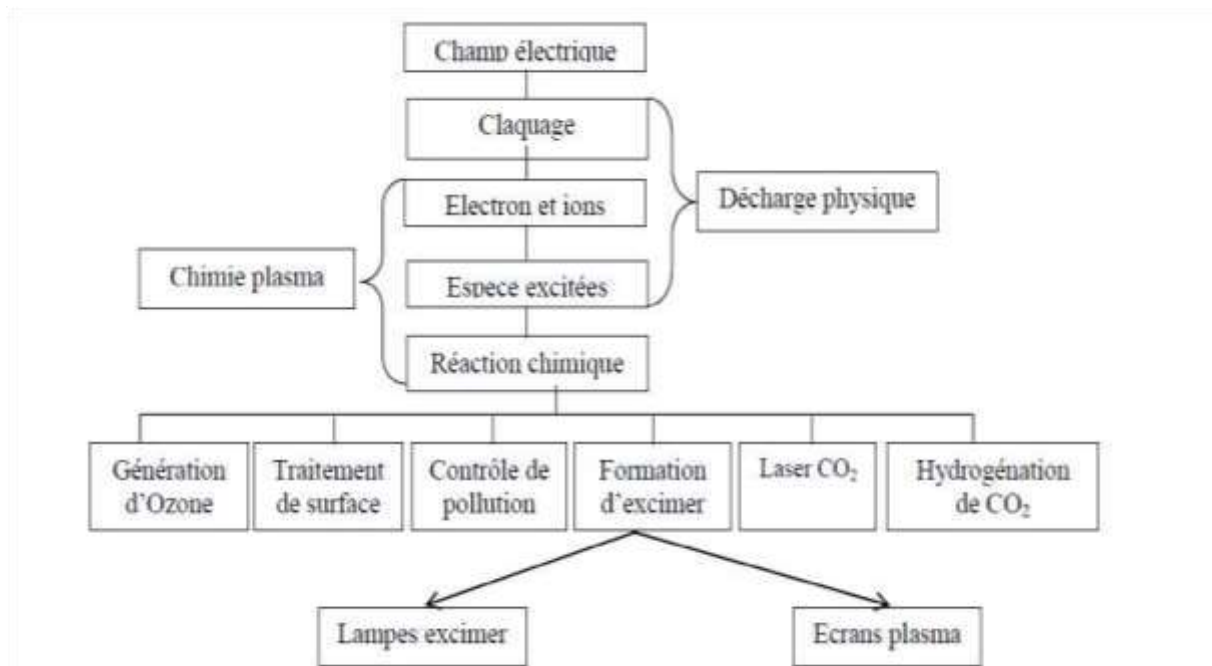 Champ électrique
Claquage
Electron et ions
Décharge physique
Chimie plasma
Espece excitées
Réaction chimique
Génération
d'Ozone
Traitement
de surface
Contrôle de
pollution
Formation
d'excimer
Laser CO₂
Hydrogénation
de CO₂
Lampes excimer
Ecrans plasma